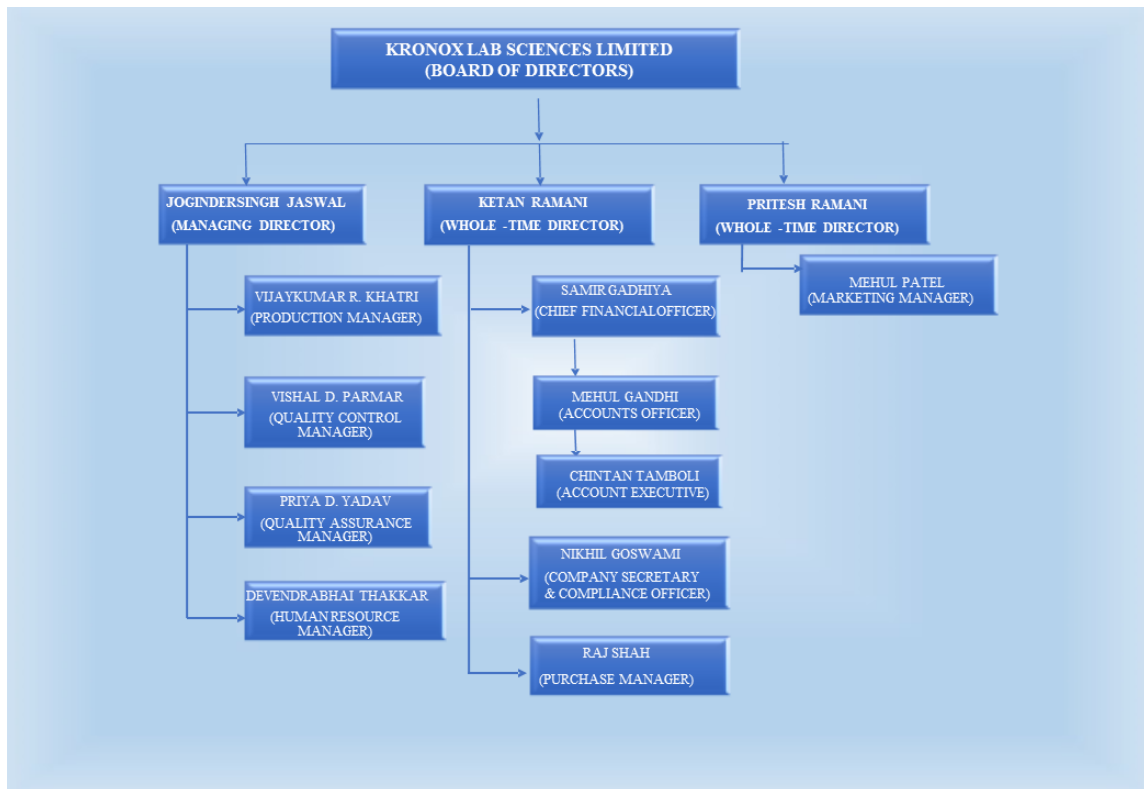 KRONOX LAB SCIENCES LIMITED
(BOARD OF DIRECTORS)
JOGINDERSINGH JASWAL
(MANAGING DIRECTOR)
KETAN RAMANI
(WHOLE -TIME DIRECTOR)
PRITESH RAMANI
(WHOLE -TIME DIRECTOR)
VIJAYKUMAR R. KHATRI
(PRODUCTION MANAGER)
VISHAL D. PARMAR
(QUALITY CONTROL
MANAGER)
PRIYA D. YADAV
(QUALITY ASSURANCE
MANAGER)
DEVENDRABHAI THAKKAR
(HUMAN RESOURCE
MANAGER)
SAMIR GADHIYA
(CHIEF FINANCIALOFFICER)
MEHUL GANDHI
(ACCOUNTS OFFICER)
CHINTAN TAMBOLI
(ACCOUNT EXECUTIVE)
NIKHIL GOSWAMI
(COMPANY SECRETARY
& COMPLIANCE OFFICER)
RAJ SHAH
(PURCHASE MANAGER)
MEHUL PATEL
(MARKETING MANAGER)